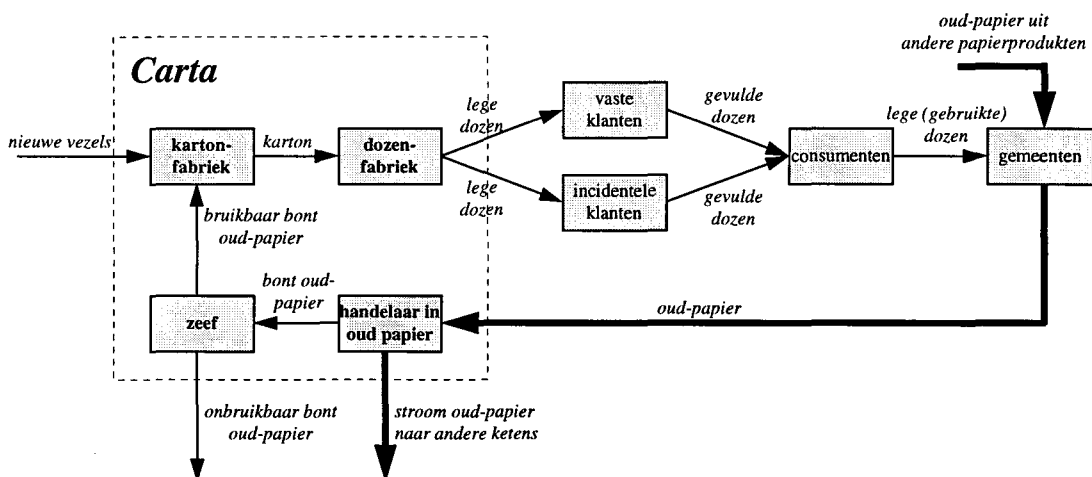 oud-papier uit
andere papierprodukten
Carta
nieuwe vezels
karton-
fabriek
karton
dozen-
fabriek
lege
dozen
lege
dozen
vaste
klanten
incidentele
klanten
gevulde
dozen
gevulde
dozen
consumenten
lege (gebruikte)
dozen
gemeenten
bruikbaar bont
oud-papier
zeef
bont oud-
papier
handelaar in
oud papier
oud-papier
onbruikbaar bont
oud-papier
stroom oud-papier
naar andere ketens